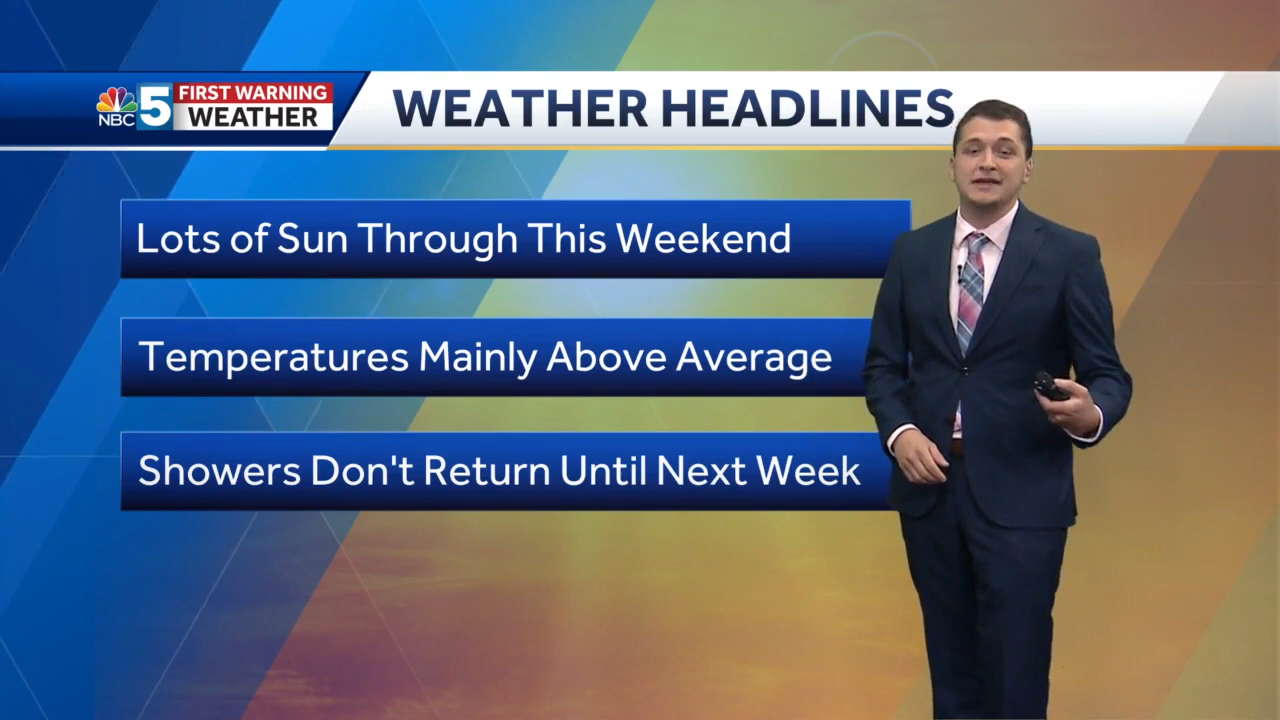 NBC 5 FIRST WARNING
WEATHER
WEATHER HEADLINES
Lots of Sun Through This Weekend
Temperatures Mainly Above Average
Showers Don't Return Until Next Week